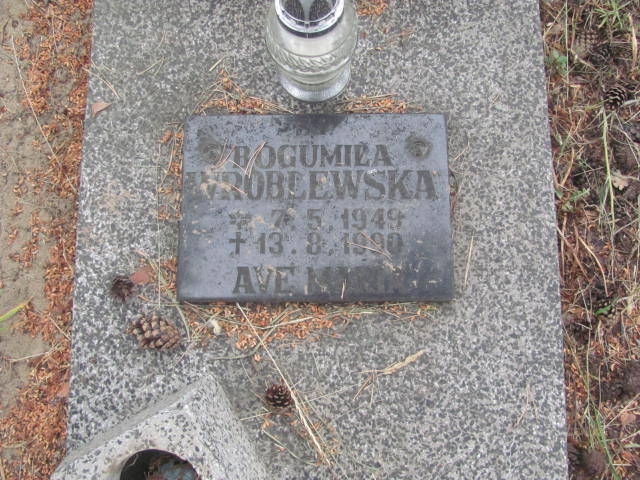 BOGUMIŁA
WRÓBLEWSKA
* 7.5.1949
† 13.8.1990
AVE MARIA